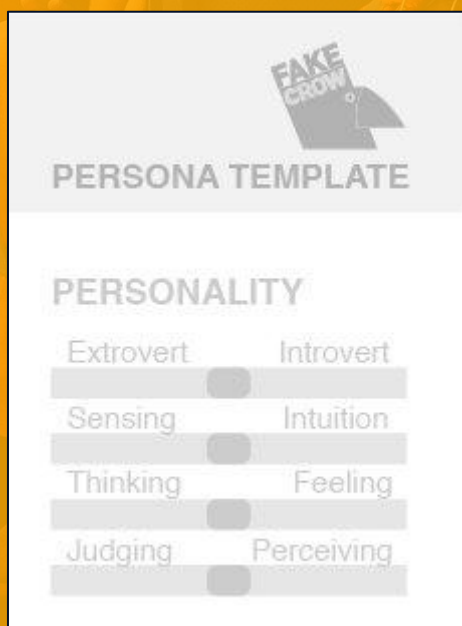 FAKE
CROW
PERSONA TEMPLATE
PERSONALITY
Extrovert Introvert
Sensing Intuition
Thinking Feeling
Judging Perceiving